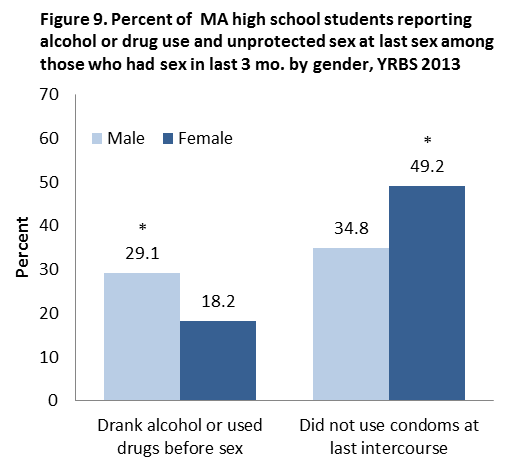 Figure 9. Percent of MA high school students reporting
alcohol or drug use and unprotected sex at last sex among
those who had sex in last 3 mo. by gender, YRBS 2013
70
60
50
40
30
20
10
0
Percent
Male Female
*
29.1
18.2
34.8
*
49.2
Drank alcohol or used
drugs before sex
Did not use condoms at
last intercourse